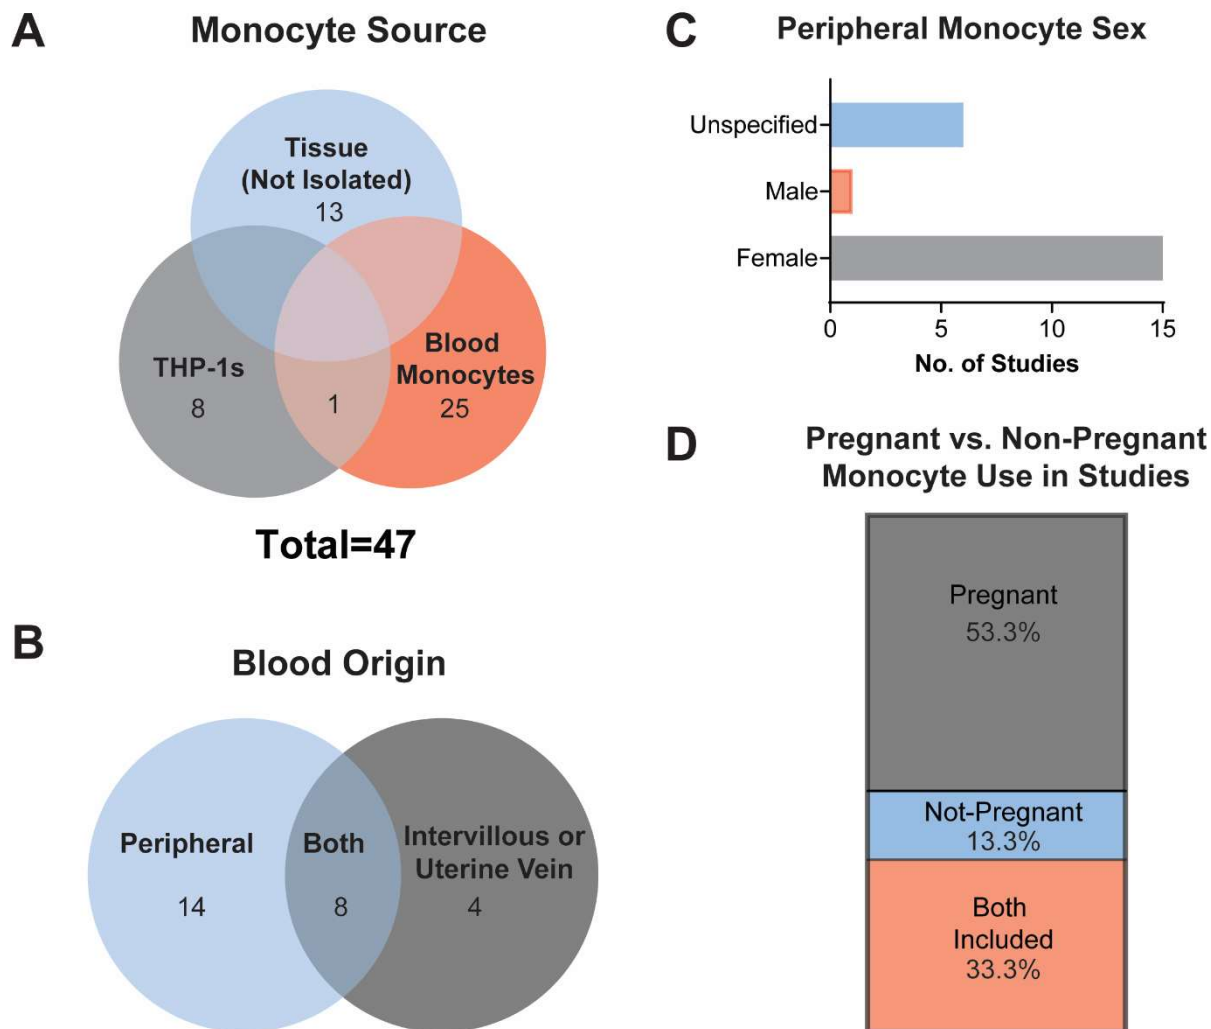 A
Monocyte Source
Tissue
(Not Isolated)
13
THP-1s
8
1
Blood
Monocytes
25
Total=47
B
Blood Origin
Peripheral
14
Both
8
Intervillous or
Uterine Vein
4
C
Peripheral Monocyte Sex
Unspecified
Male
Female
0
5
10
15
No. of Studies
D
Pregnant vs. Non-Pregnant
Monocyte Use in Studies
Pregnant
53.3%
Not-Pregnant
13.3%
Both
Included
33.3%